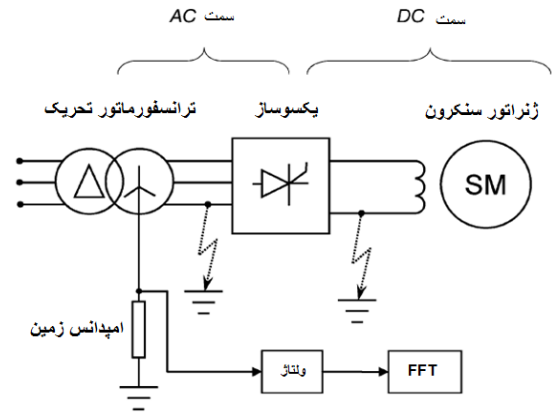 سمت AC
سمت DC
ترانسفورماتور تحریک
یکسوساز
ژنراتور سنکرون
SM
امپدانس زمین
ولتاژ
FFT